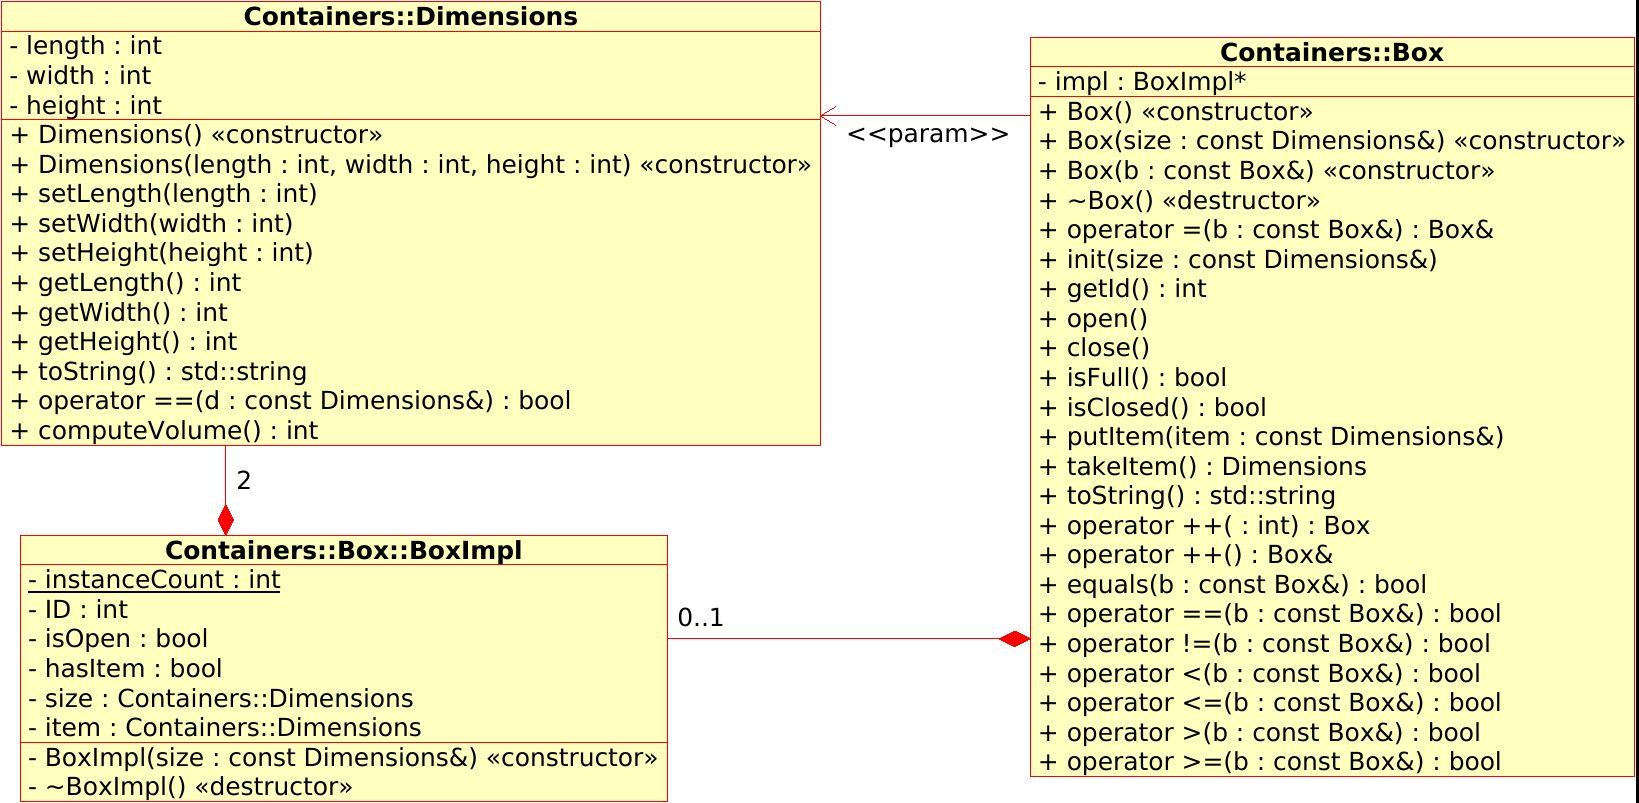 Containers::Dimensions
- length : int
- width : int
- height : int
+ Dimensions() «constructor»
+ Dimensions(length : int, width : int, height : int) «constructor»
+ setLength(length : int)
+ setWidth(width : int)
+ setHeight(height : int)
+ getLength() : int
+ getWidth() : int
+ getHeight() : int
+ toString() : std::string
+ operator ==(d : const Dimensions&) : bool
+ computeVolume() : int
<<param>>
Containers::Box
- impl : BoxImpl*
+ Box() «constructor»
+ Box(size : const Dimensions&) «constructor»
+ Box(b : const Box&) «constructor»
+ ~Box() «destructor»
+ operator =(b : const Box&) : Box&
+ init(size : const Dimensions&)
+ getId() : int
+ open()
+ close()
+ isFull() : bool
+ isClosed() : bool
+ putItem(item : const Dimensions&)
+ takeItem() : Dimensions
+ toString() : std::string
+ operator ++( : int) : Box
+ operator ++() : Box&
+ equals(b : const Box&) : bool
+ operator ==(b : const Box&) : bool
+ operator !=(b : const Box&) : bool
+ operator <(b : const Box&) : bool
+ operator <=(b : const Box&) : bool
+ operator >(b : const Box&) : bool
+ operator >=(b : const Box&) : bool
2
Containers::Box::BoxImpl
- instanceCount : int
- ID : int
- isOpen : bool
- hasItem : bool
- size : Containers::Dimensions
- item : Containers::Dimensions
- BoxImpl(size : const Dimensions&) «constructor»
- ~BoxImpl() «destructor»
0..1